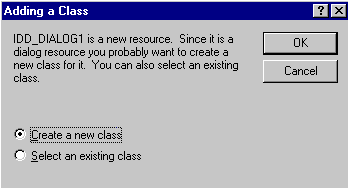 Adding a Class
IDD_DIALOG1 is a new resource. Since it is a
dialog resource you probably want to create a
new class for it. You can also select an existing
class.
OK
Cancel
Create a new class
Select an existing class